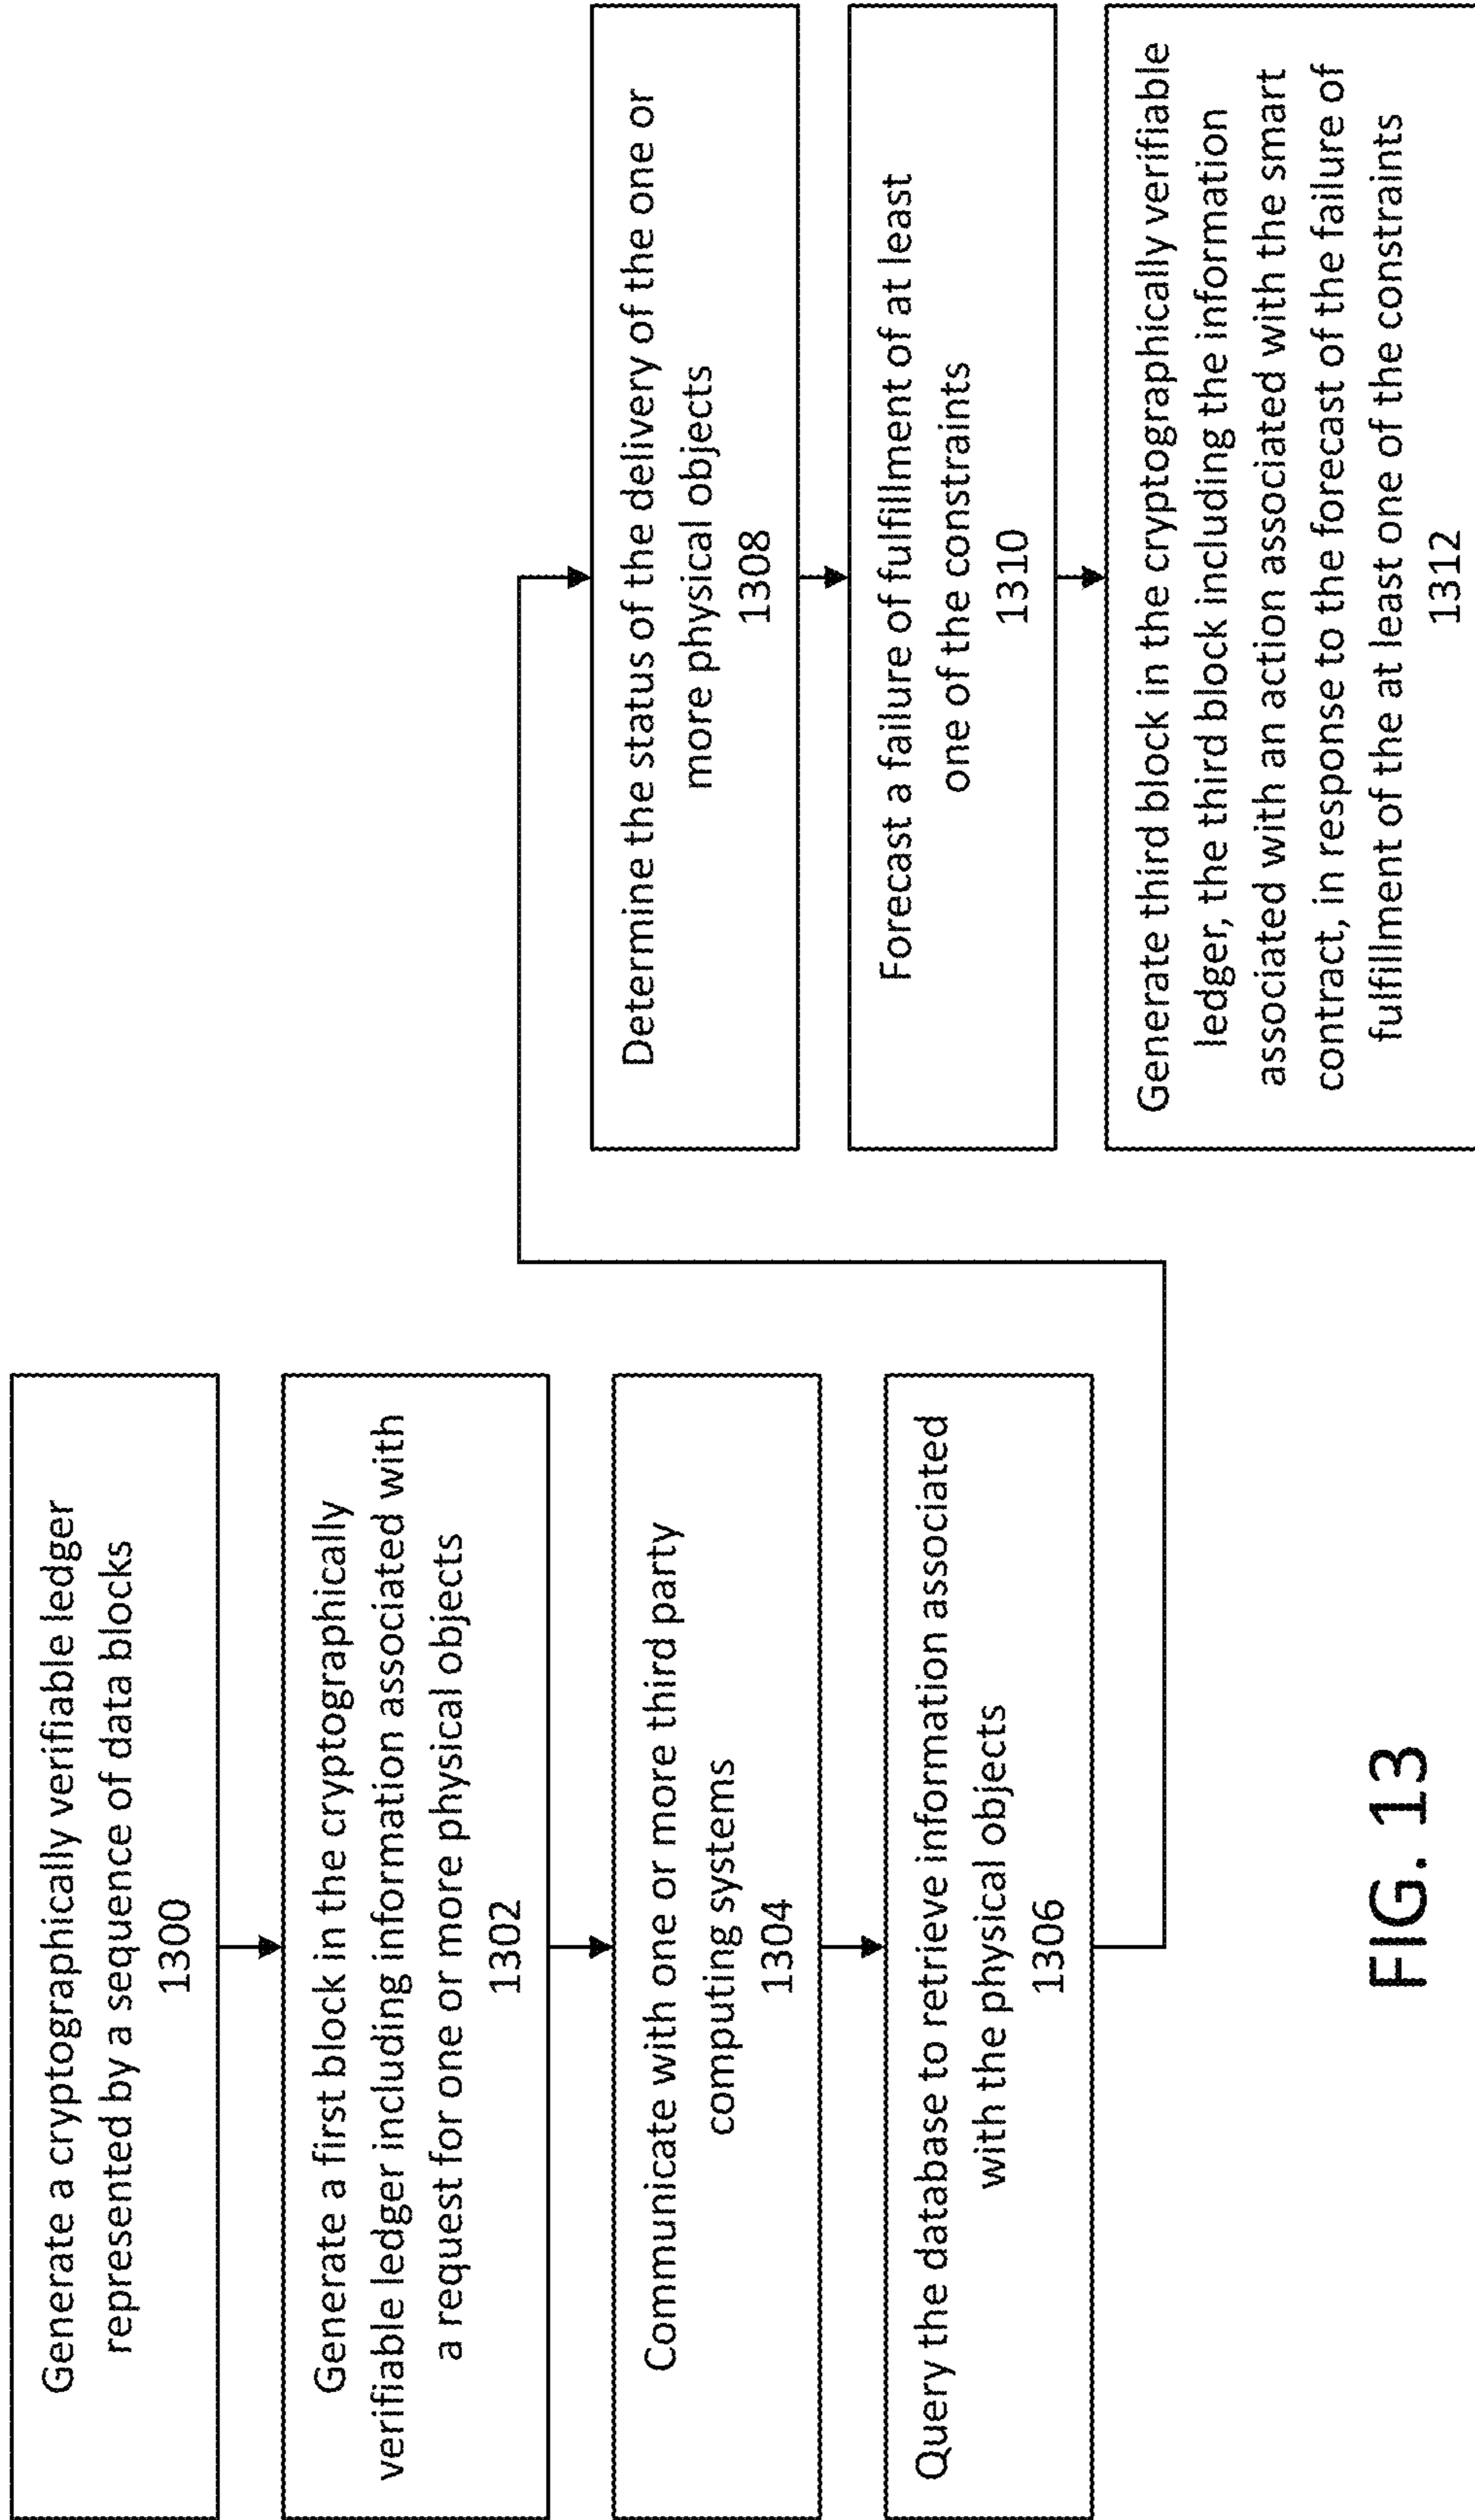 Generate a cryptographically verifiable ledger
represented by a sequence of data blocks
1300
Generate a first block in the cryptographically
verifiable ledger including information associated with
a request for one or more physical objects
1302
Communicate with one or more third party
computing systems
1304
Query the database to retrieve information associated
with the physical objects
1306
Determine the status of the delivery of the one or
more physical objects
1308
Forecast a failure of fulfillment of at least
one of the constraints
1310
Generate third block in the cryptographically verifiable
ledger, the third block including the information
associated with an action associated with the smart
contract, in response to the forecast of the failure of
fulfillment of the at least one of the constraints
1312
FIG. 13